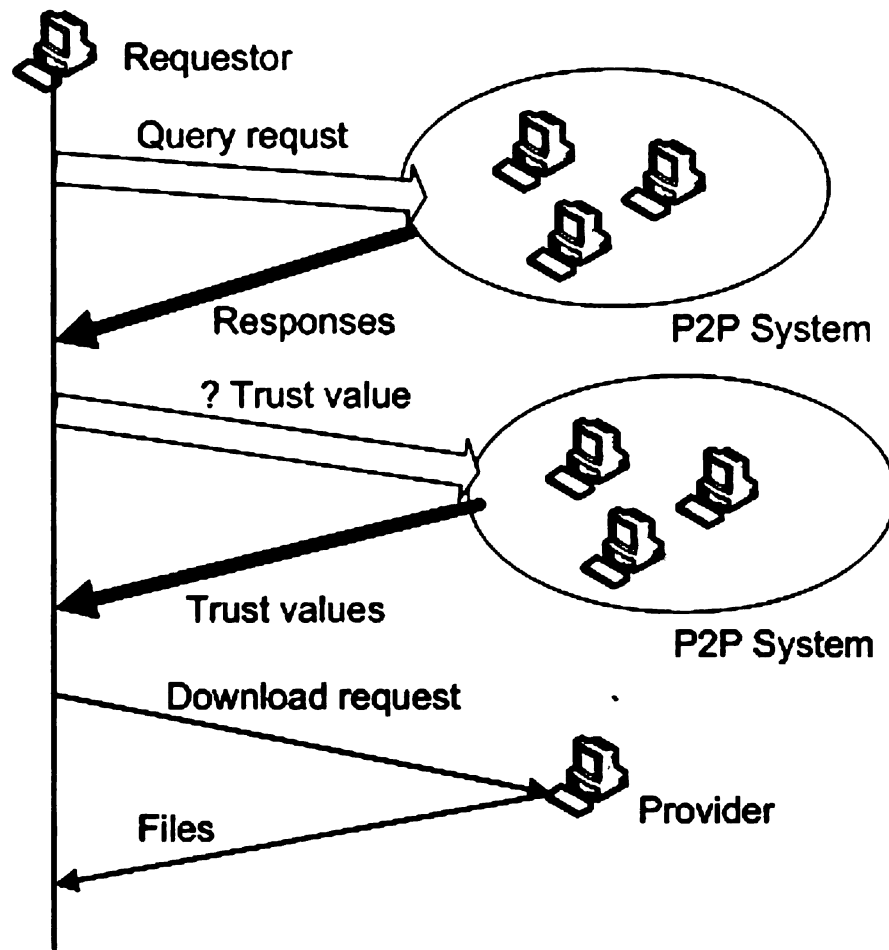 Requestor
Query requst
Responses
P2P System
? Trust value
Trust values
P2P System
Download request
Provider
Files